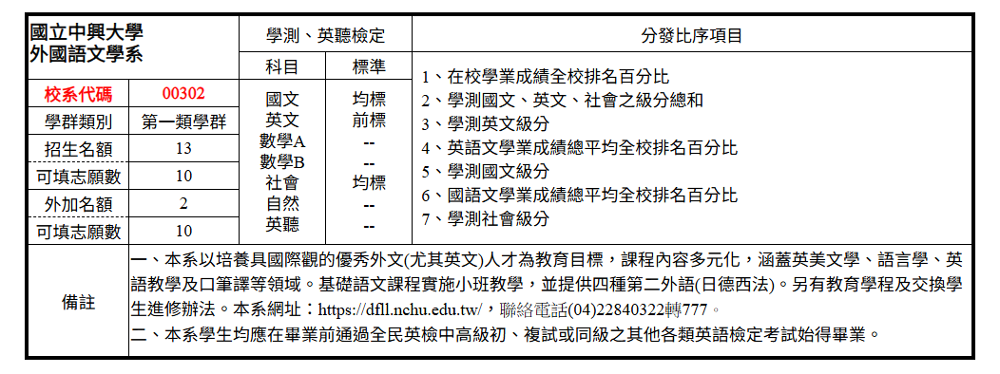 國立中興大學
外國語文學系
學測、英聽檢定
分發比序項目
科目 標準
校系代碼 00302
學群類別 第一類學群
招生名額 13
可填志願數 10
外加名額 2
可填志願數 10
國文 均標
英文 前標
數學A --
數學B --
社會 均標
自然 --
英聽 --
1、在校學業成績全校排名百分比
2、學測國文、英文、社會之級分總和
3、學測英文級分
4、英語文學業成績總平均全校排名百分比
5、學測國文級分
6、國語文學業成績總平均全校排名百分比
7、學測社會級分
備註
一、本系以培養具國際觀的優秀外文(尤其英文)人才為教育目標，課程內容多元化，涵蓋英美文學、語言學、英
語教學及口筆譯等領域。基礎語文課程實施小班教學，並提供四種第二外語(日德西法)。另有教育學程及交換學
生進修辦法。本系網址：https://dfll.nchu.edu.tw/，聯絡電話(04)22840322轉777。
二、本系學生均應在畢業前通過全民英檢中高級初、複試或同級之其他各類英語檢定考試始得畢業。